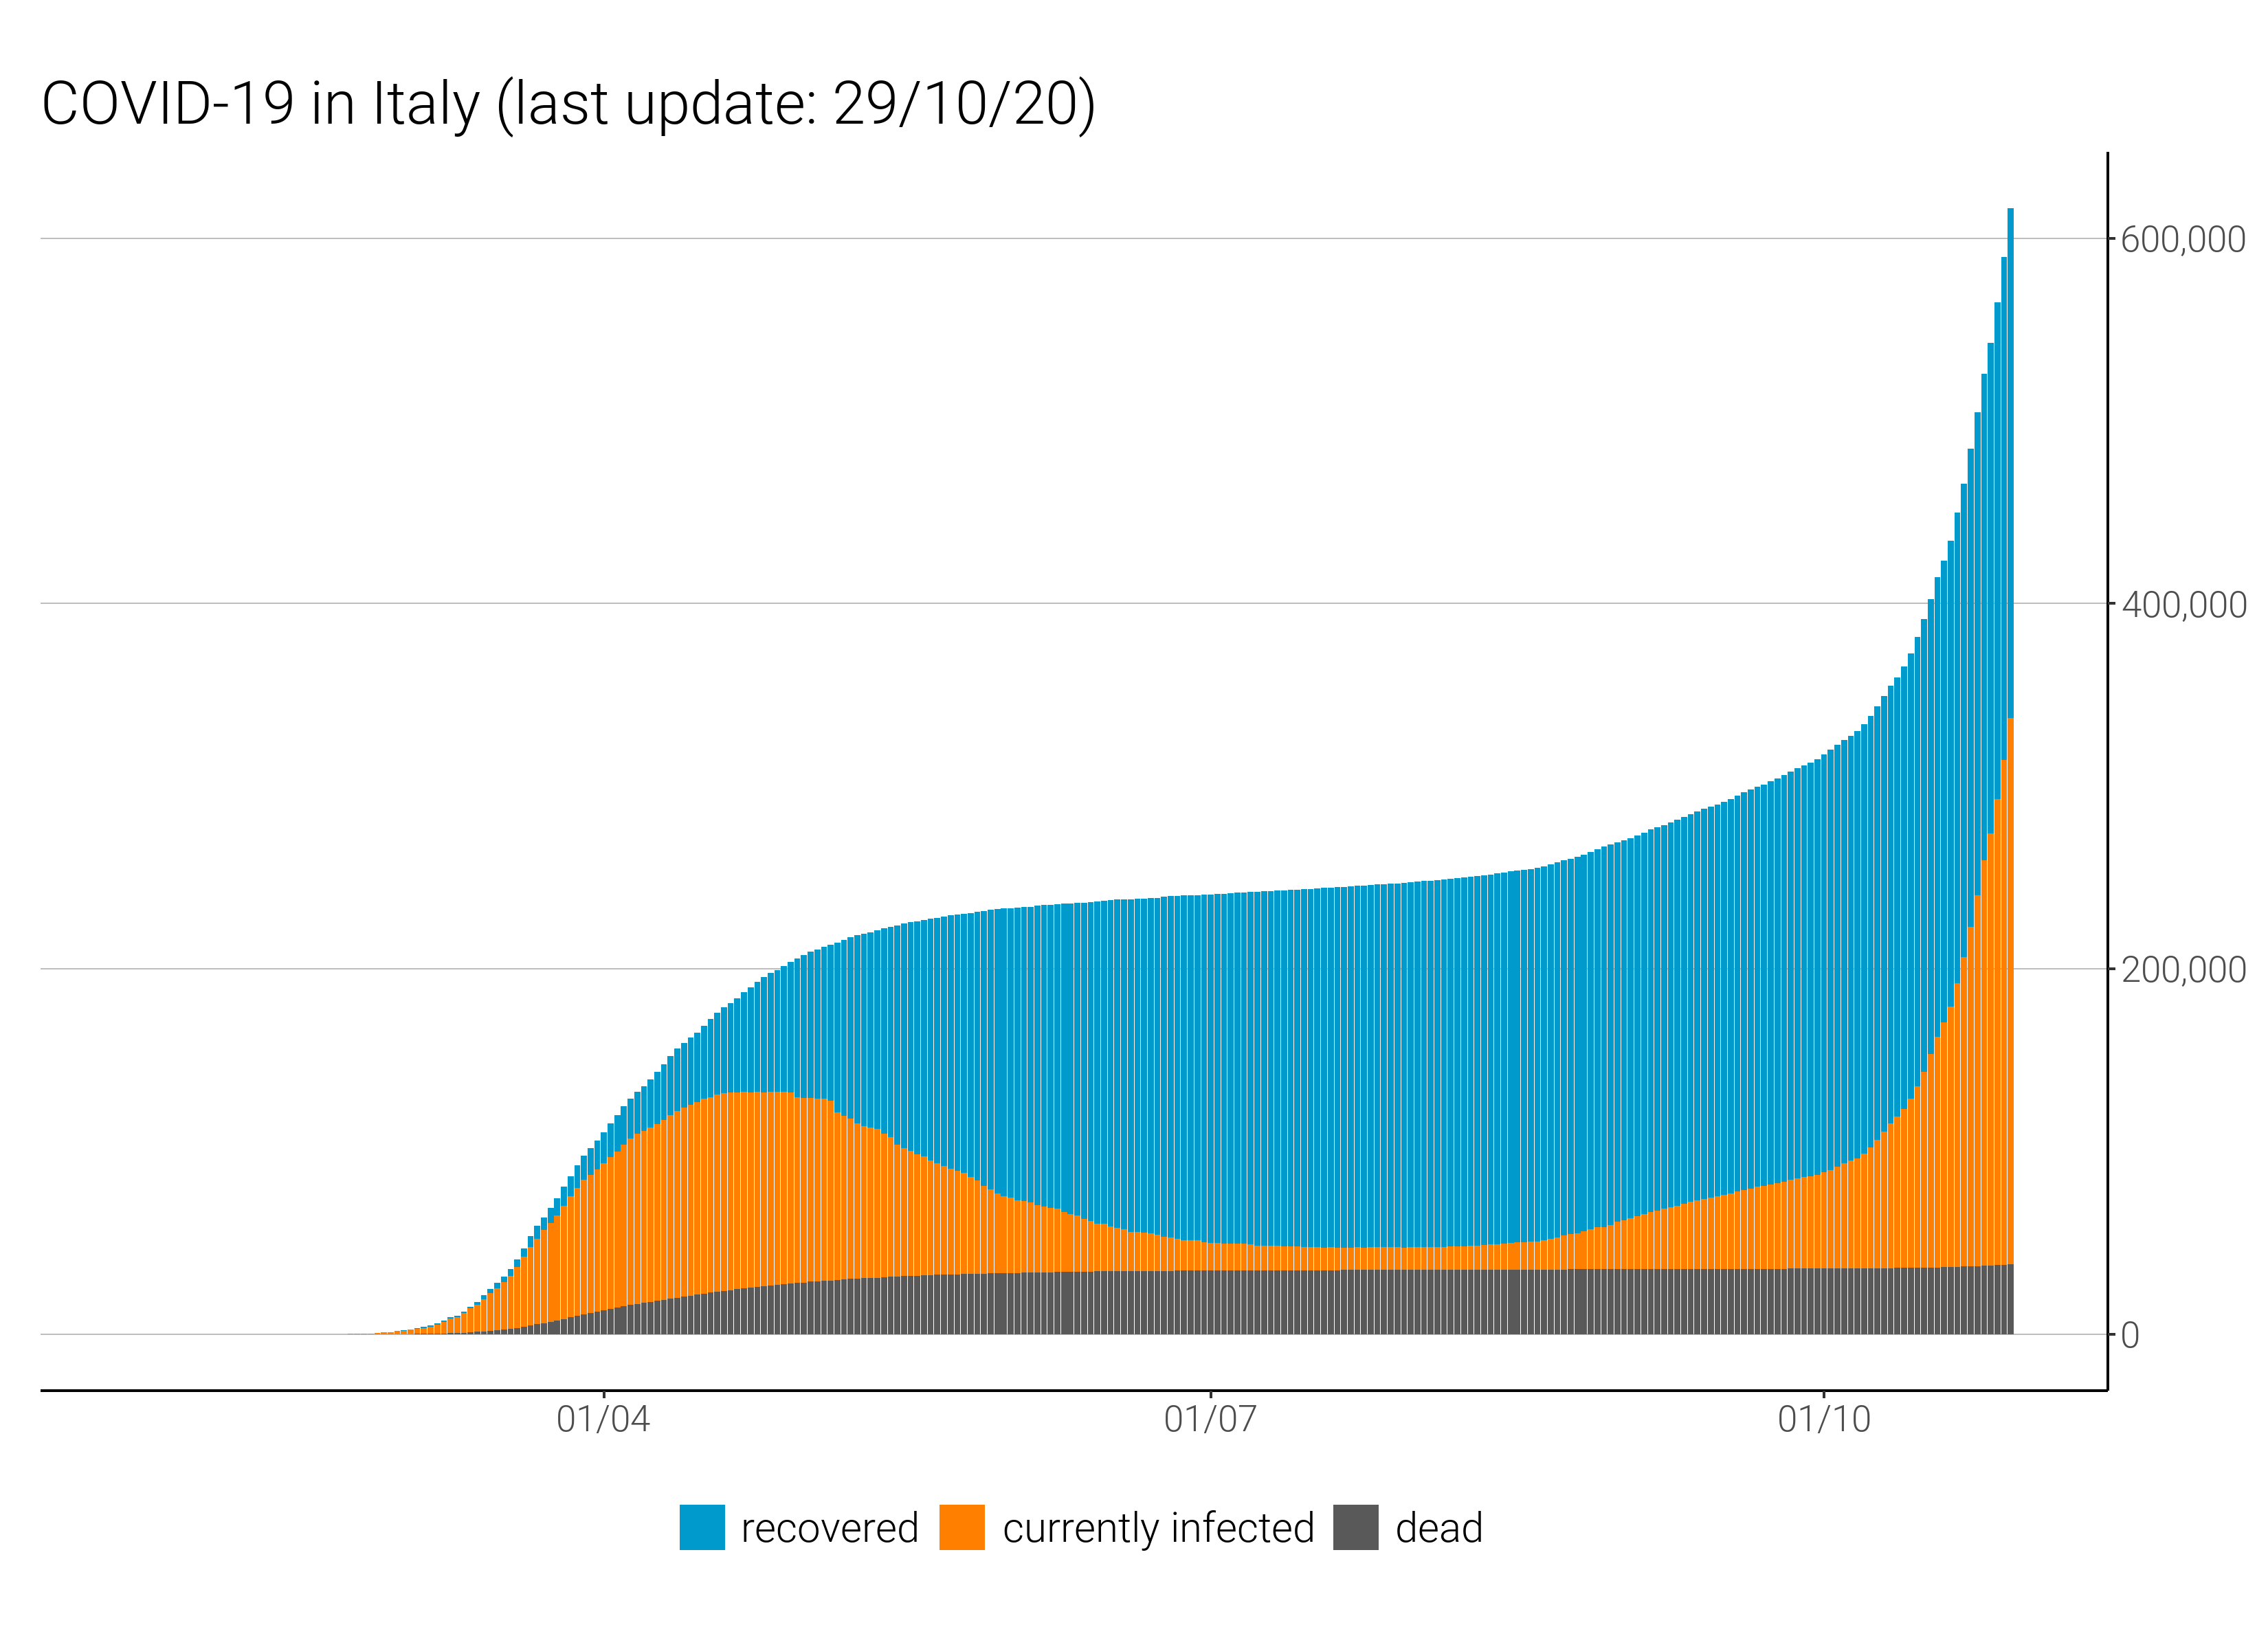 COVID-19 in Italy (last update: 29/10/20)
600,000
400,000
200,000
0
01/04 01/07 01/10
recovered currently infected dead